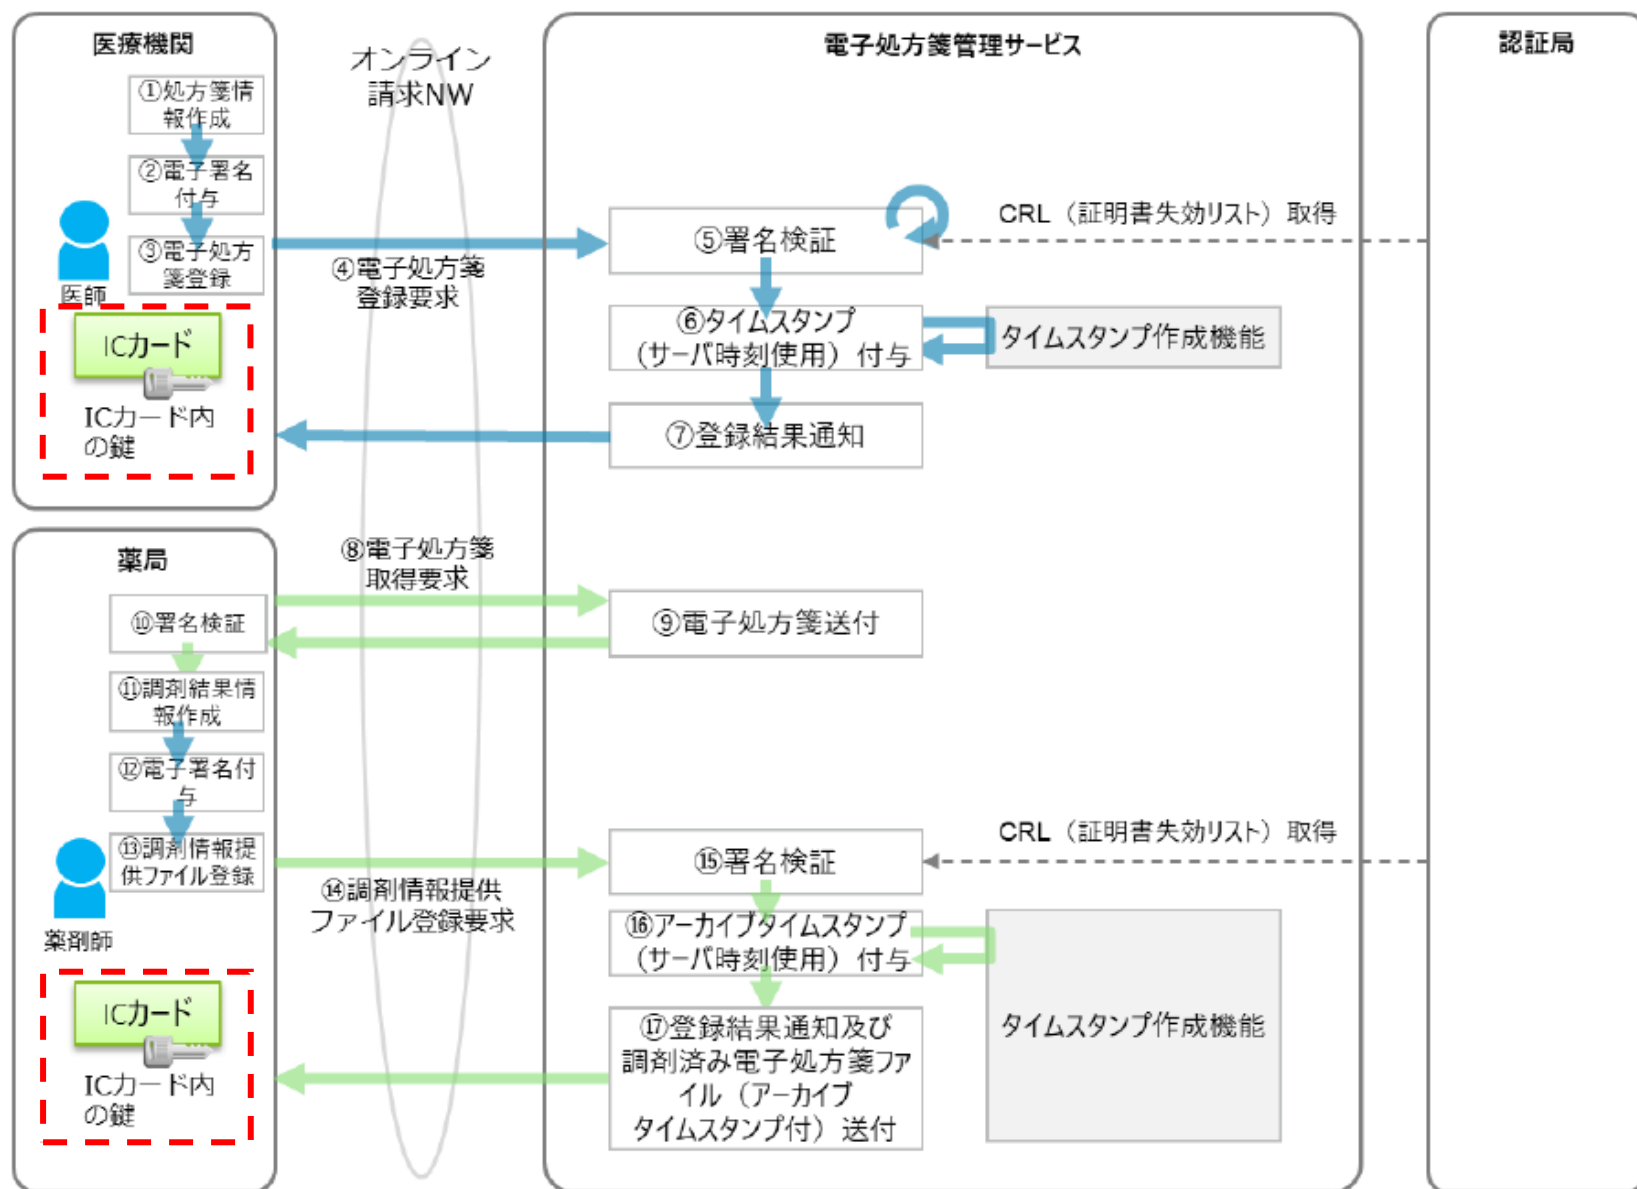 医療機関
①処方箋情
報作成
②電子署名
付与
③電子処方
箋登録
医師
ICカード
ICカード内
の鍵
オンライン
請求NW
④電子処方箋
登録要求
電子処方箋管理サービス
⑤署名検証
⑥タイムスタンプ
（サーバ時刻使用）付与
タイムスタンプ作成機能
⑦登録結果通知
認証局
CRL（証明書失効リスト）取得
薬局
⑧電子処方箋
取得要求
⑨電子処方箋送付
⑩署名検証
⑪調剤結果情
報作成
⑫電子署名付
与
⑬調剤情報提
供ファイル登録
薬剤師
ICカード
ICカード内
の鍵
⑭調剤情報提供
ファイル登録要求
⑮署名検証
CRL（証明書失効リスト）取得
⑯アーカイブタイムスタンプ
（サーバ時刻使用）付与
⑰登録結果通知及び
調剤済み電子処方箋ファ
イル（アーカイブ
タイムスタンプ付）送付
タイムスタンプ作成機能